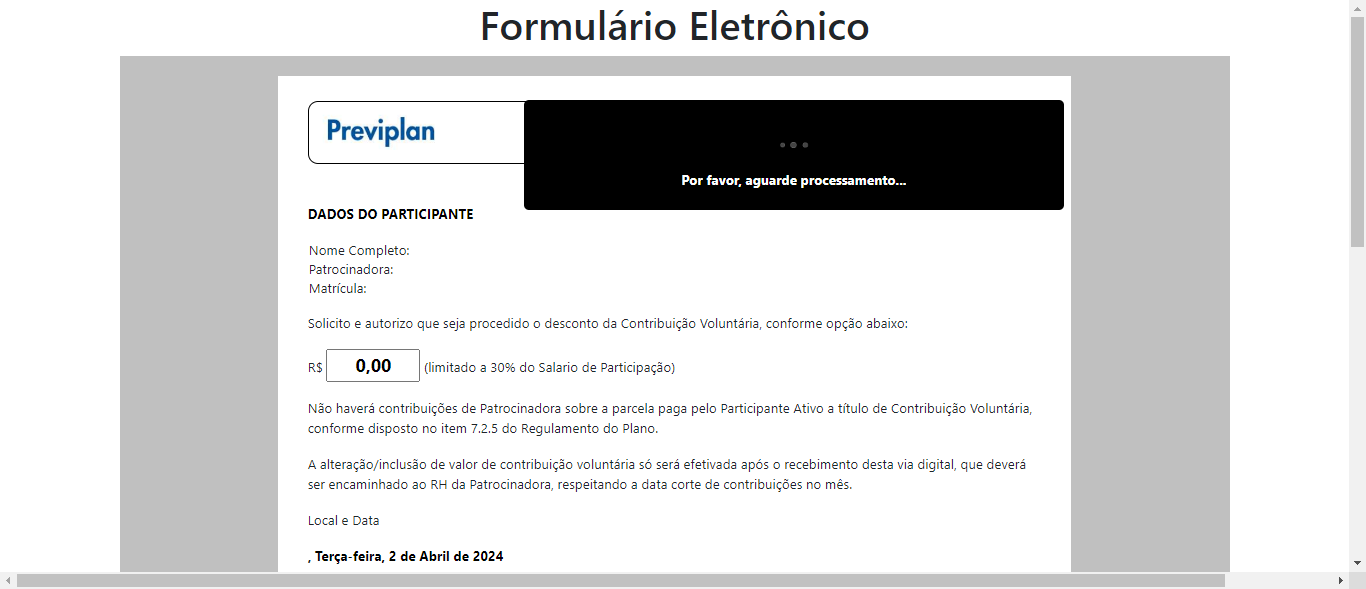 Formulário Eletrônico
Previplan
Por favor, aguarde processamento...
DADOS DO PARTICIPANTE
Nome Completo:
Patrocinadora:
Matrícula:
Solicito e autorizo que seja procedido o desconto da Contribuição Voluntária, conforme opção abaixo:
R$ 0,00 (limitado a 30% do Salario de Participação)
Não haverá contribuições de Patrocinadora sobre a parcela paga pelo Participante Ativo a título de Contribuição Voluntária,
conforme disposto no item 7.2.5 do Regulamento do Plano.
A alteração/inclusão de valor de contribuição voluntária só será efetivada após o recebimento desta via digital, que deverá
ser encaminhado ao RH da Patrocinadora, respeitando a data corte de contribuições no mês.
Local e Data
, Terça-feira, 2 de Abril de 2024